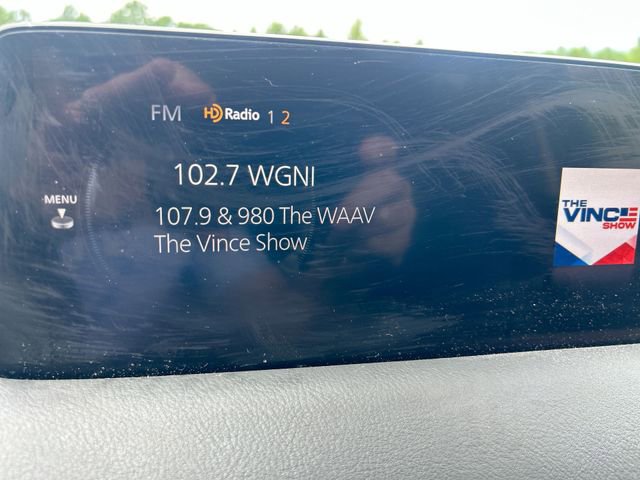 FM HD Radio 1 2
102.7 WGNI
MENU
107.9 & 980 The WAAV
The Vince Show
THE
VINCE
SHOW